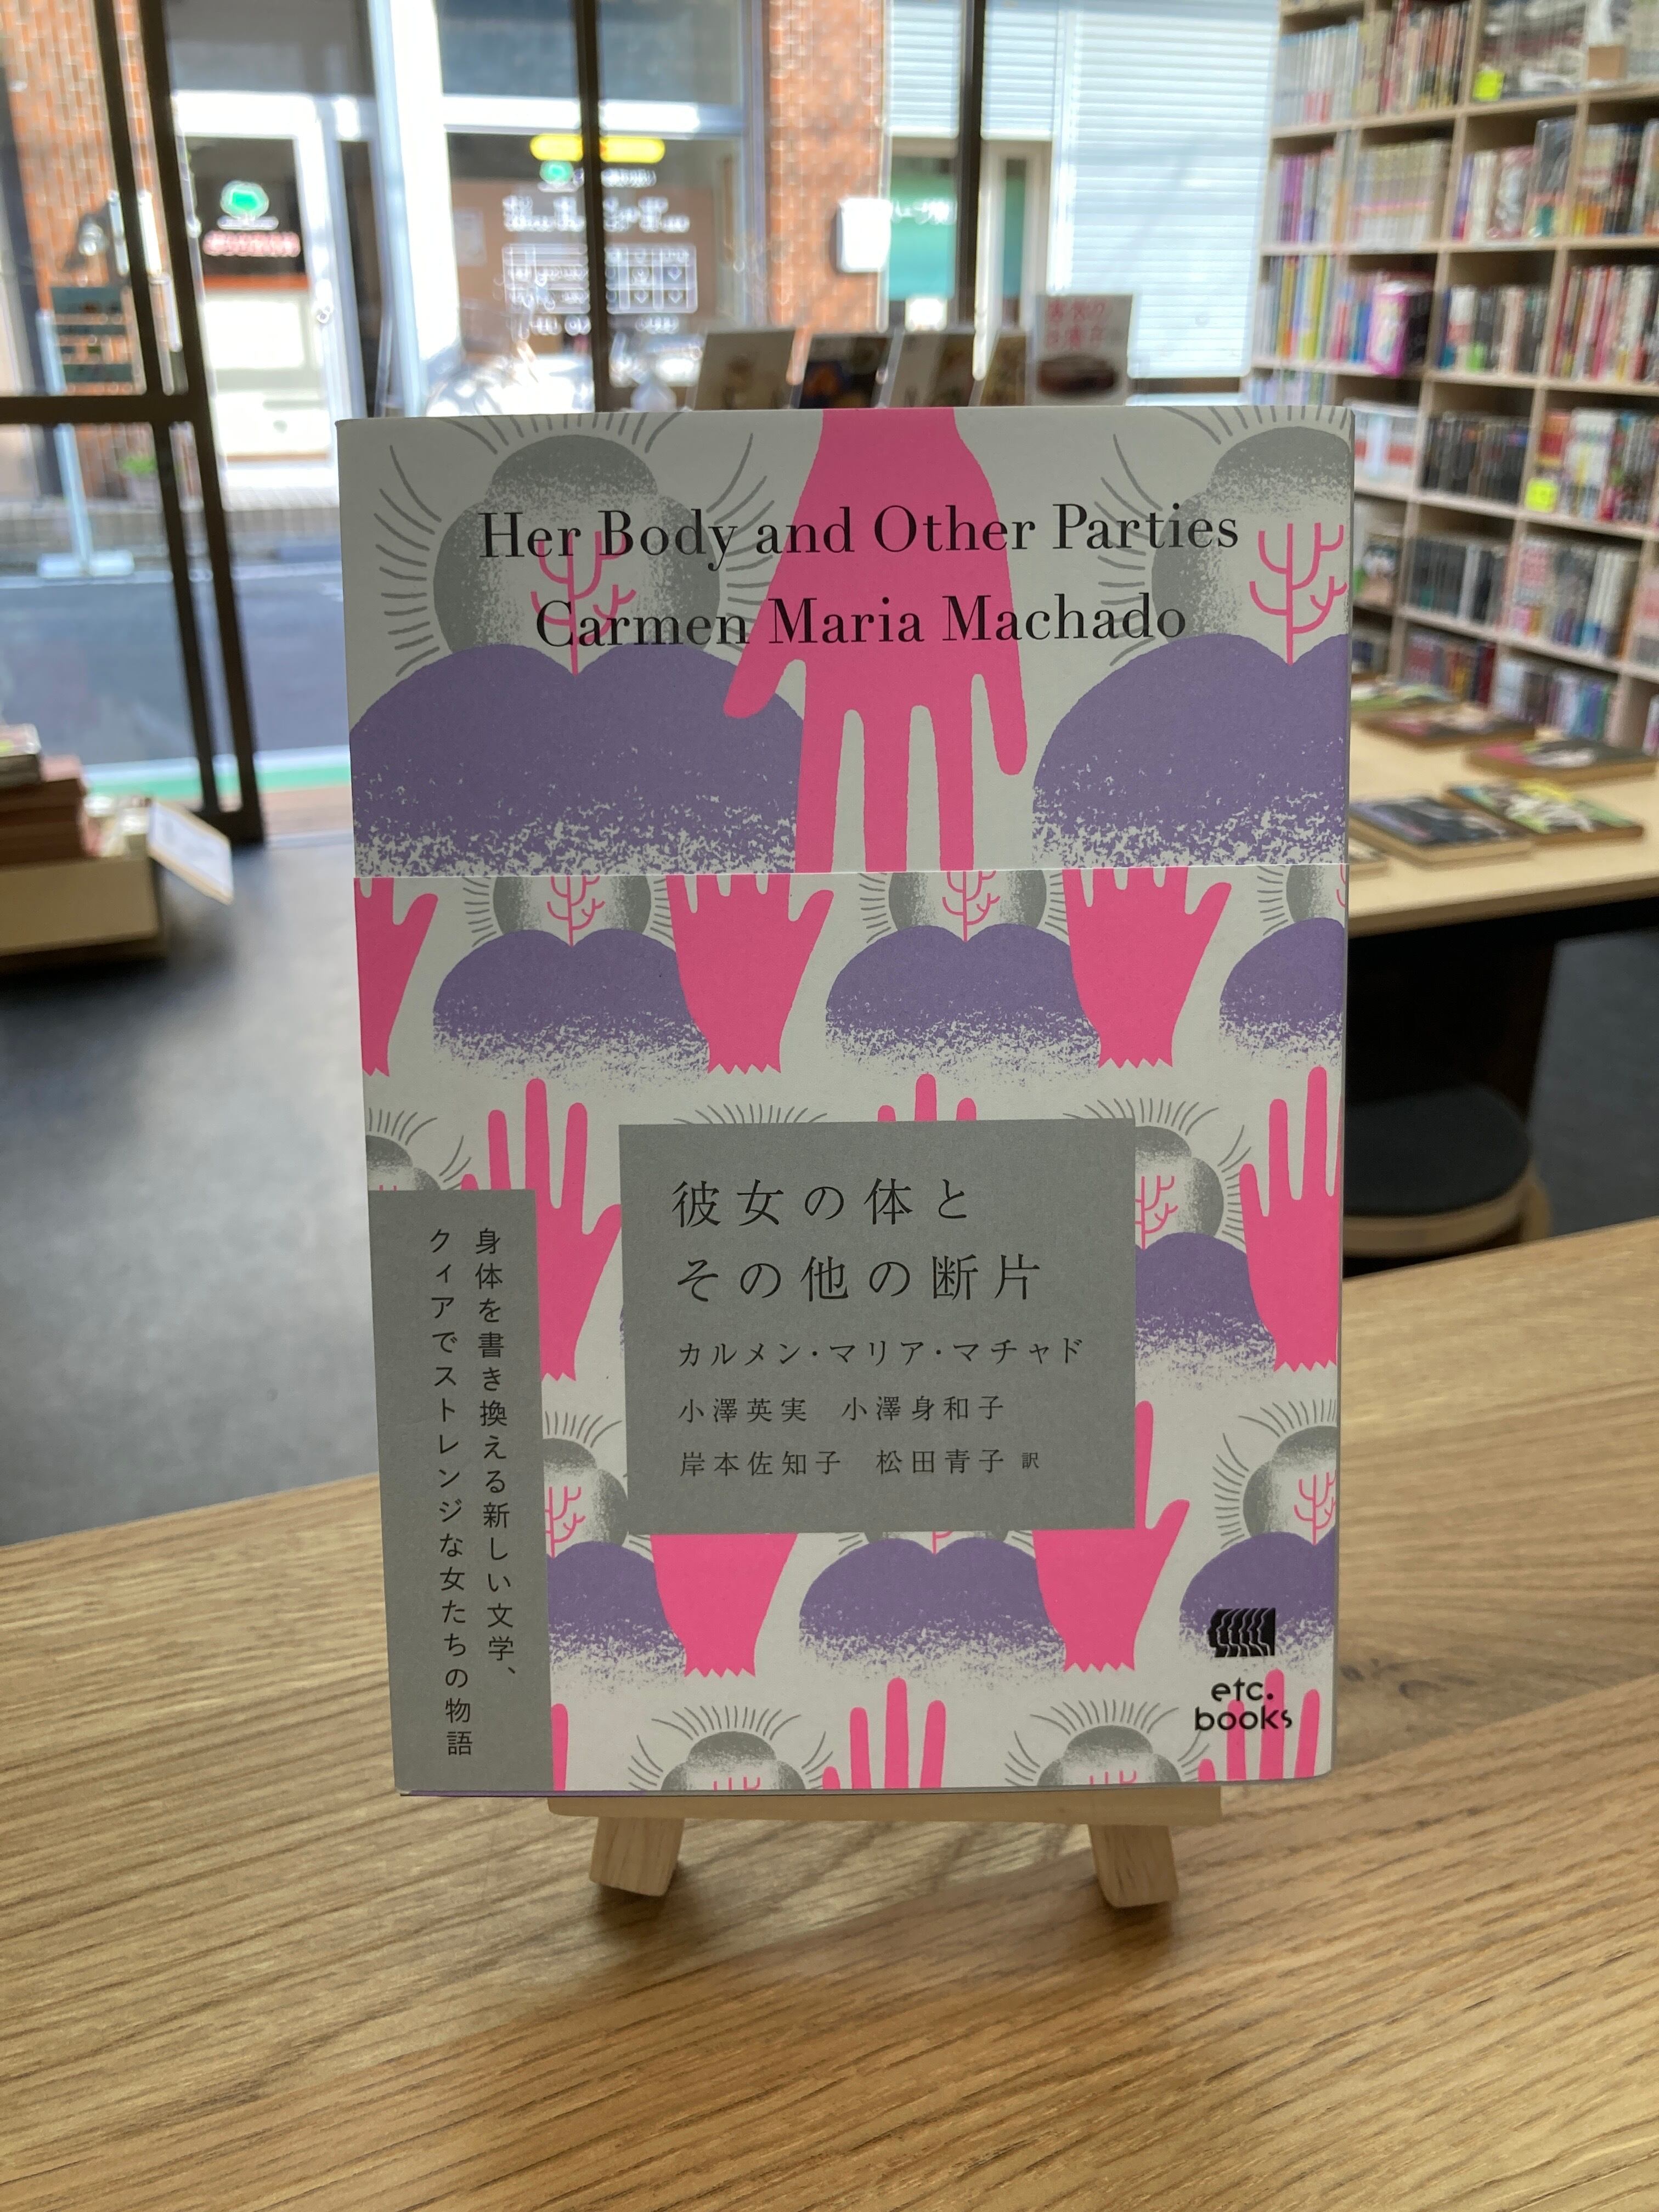 Her Body and Other Parties
Carmen Maria Machado
彼女の体と
その他の断片
カルメン・マリア・マチャド
小澤英実　小澤身和子
岸本佐知子　松田青子 訳
身体を書き換える新しい文学、
クィアでストレンジな女たちの物語
etc.
books